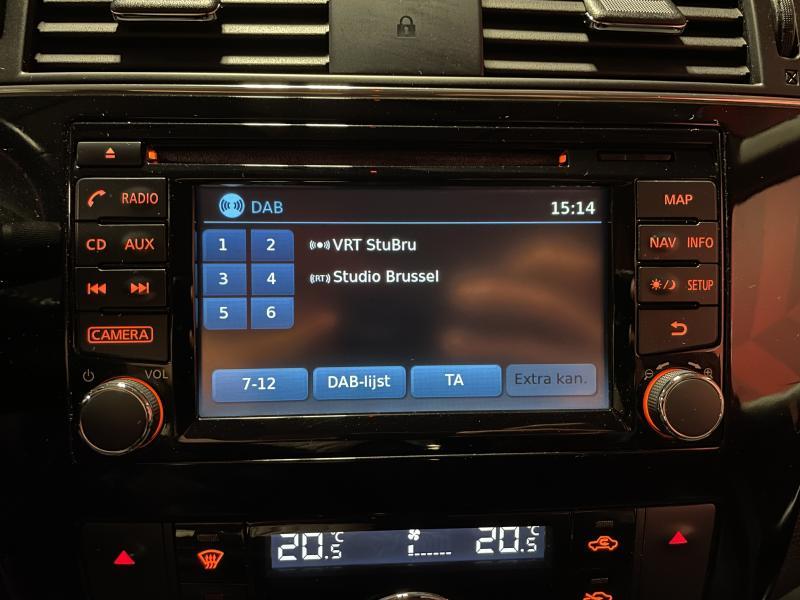 RADIO
CD AUX
CAMERA
VOL
DAB 15:14
1 2 VRT StuBru
3 4 (RT) Studio Brussel
5 6
7-12 DAB-lijst TA Extra kan.
MAP
NAV INFO
SETUP
20.5 °C 20.5 °C